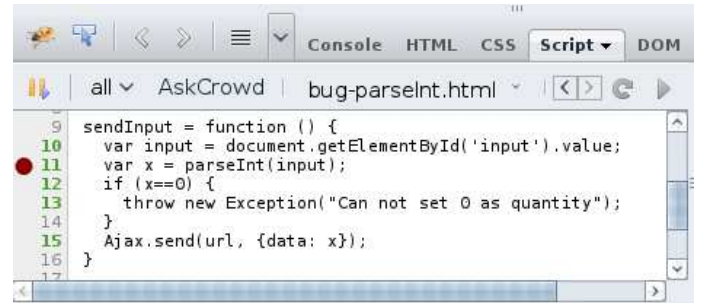 Console HTML CSS Script DOM
all AskCrowd bug-parseInt.html
9 sendInput = function () {
10 var input = document.getElementById('input').value;
11 var x = parseInt(input);
12 if (x==0) {
13 throw new Exception("Can not set 0 as quantity");
14 }
15 Ajax.send(url, {data: x});
16 }
17